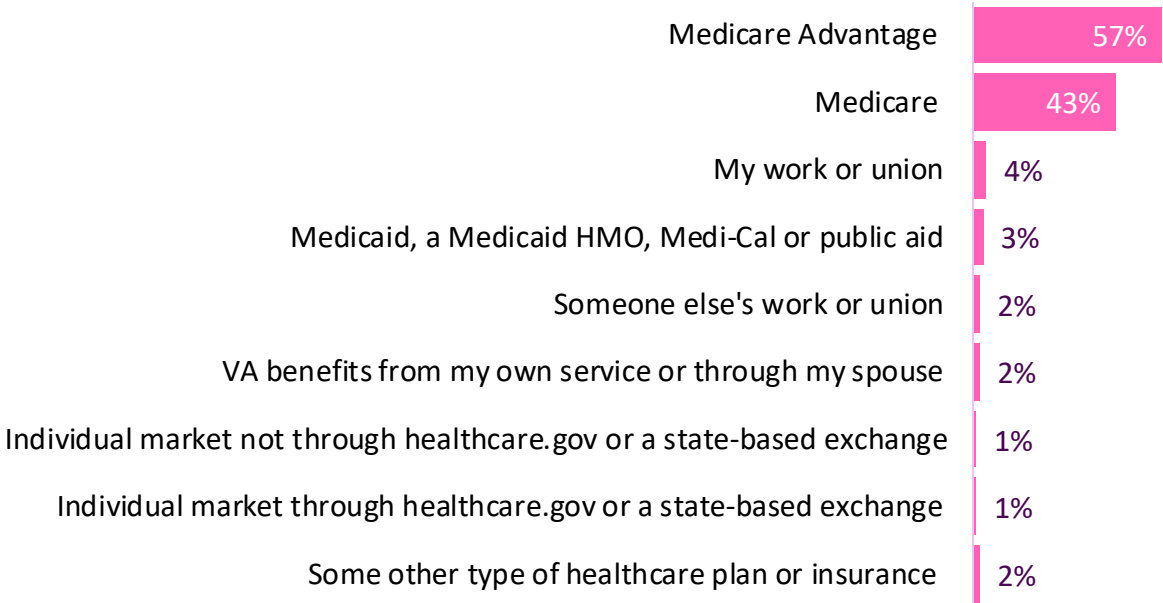 Medicare Advantage 57%
Medicare 43%
My work or union 4%
Medicaid, a Medicaid HMO, Medi-Cal or public aid 3%
Someone else's work or union 2%
VA benefits from my own service or through my spouse 2%
Individual market not through healthcare.gov or a state-based exchange 1%
Individual market through healthcare.gov or a state-based exchange 1%
Some other type of healthcare plan or insurance 2%